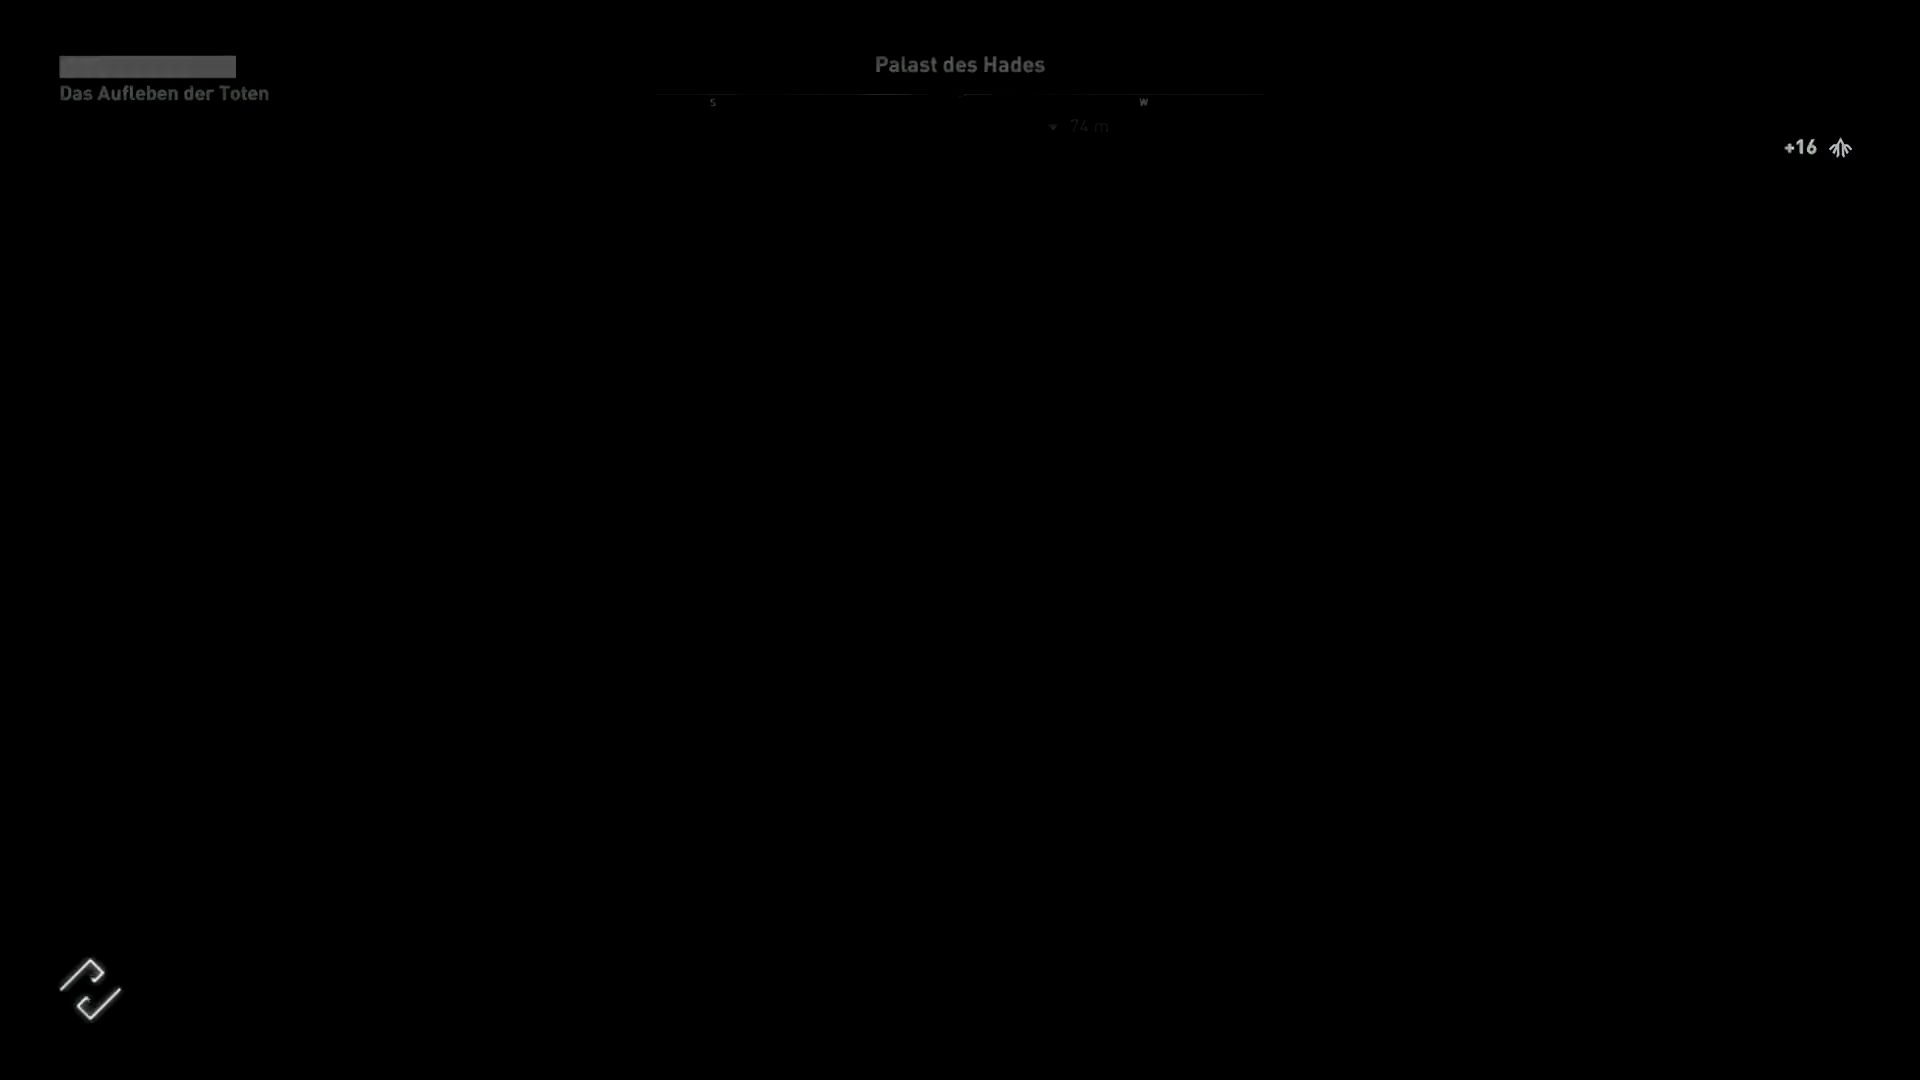 Palast des Hades
Das Aufleben der Toten
S
W
74 m
+16